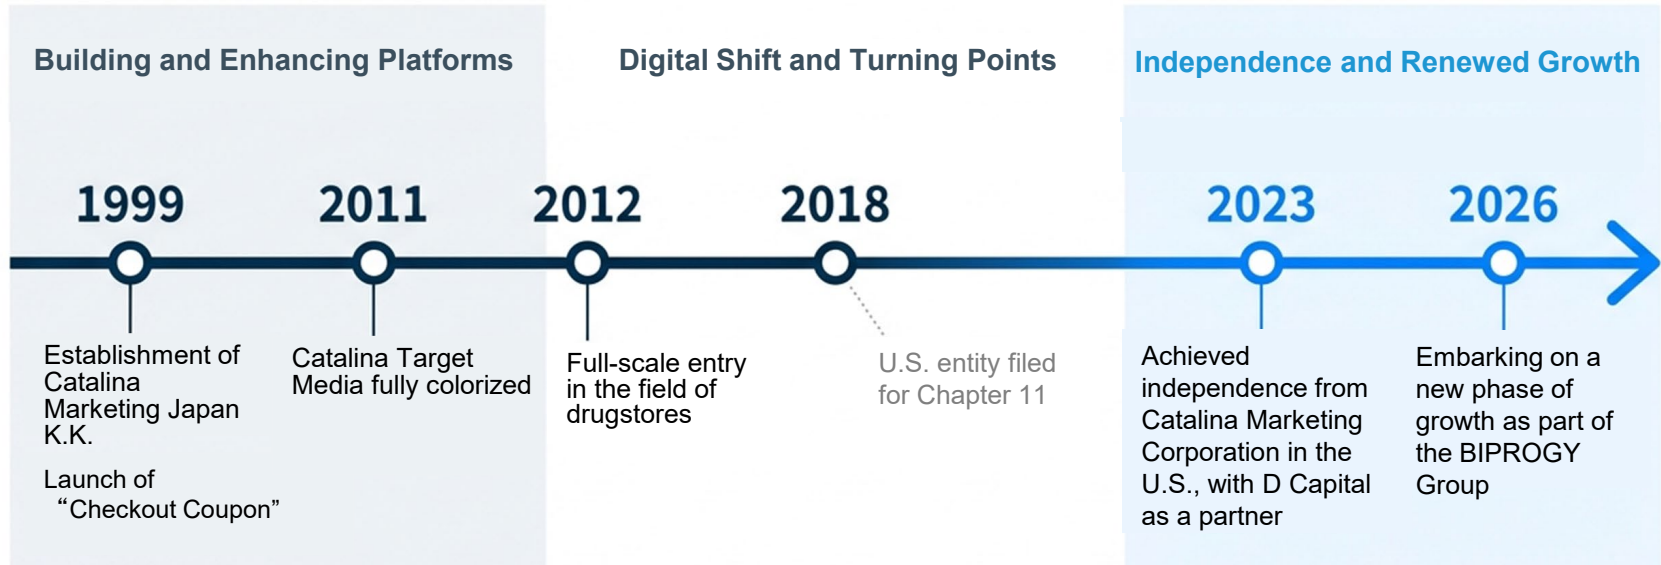 Building and Enhancing Platforms
Digital Shift and Turning Points
Independence and Renewed Growth
1999
2011
2012
2018
2023
2026
Establishment of
Catalina
Marketing Japan
K.K.
Launch of
“Checkout Coupon”
Catalina Target
Media fully colorized
Full-scale entry
in the field of
drugstores
U.S. entity filed
for Chapter 11
Achieved
independence from
Catalina Marketing
Corporation in the
U.S., with D Capital
as a partner
Embarking on a
new phase of
growth as part of
the BIPROGY
Group